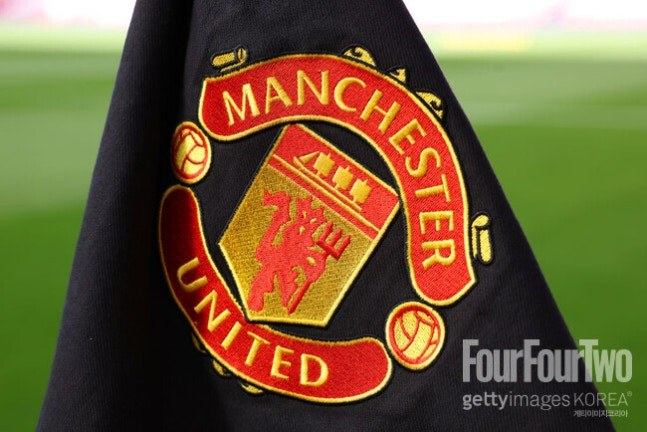 MANCHESTER
UNITED
FourFourTwo
gettyimages KOREA
게티이미지코리아